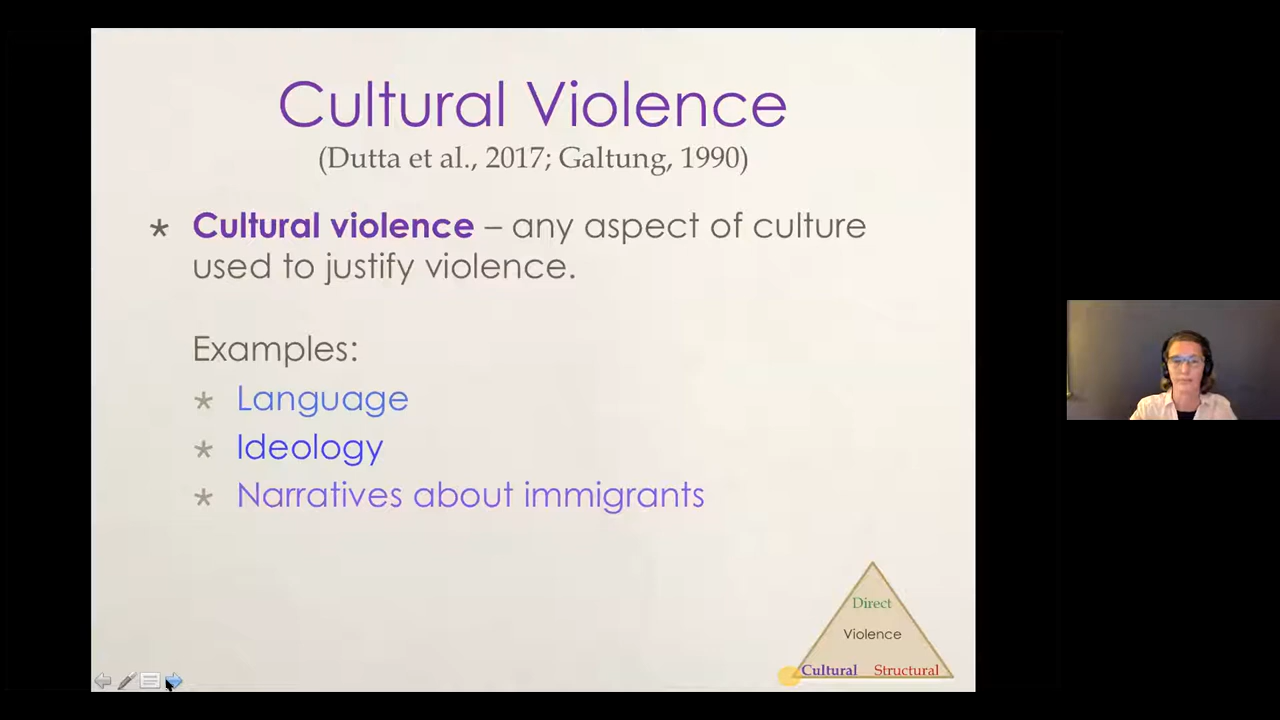 Cultural Violence
(Dutta et al., 2017; Galtung, 1990)
* Cultural violence – any aspect of culture
used to justify violence.
Examples:
* Language
* Ideology
* Narratives about immigrants
Direct
Violence
Cultural Structural